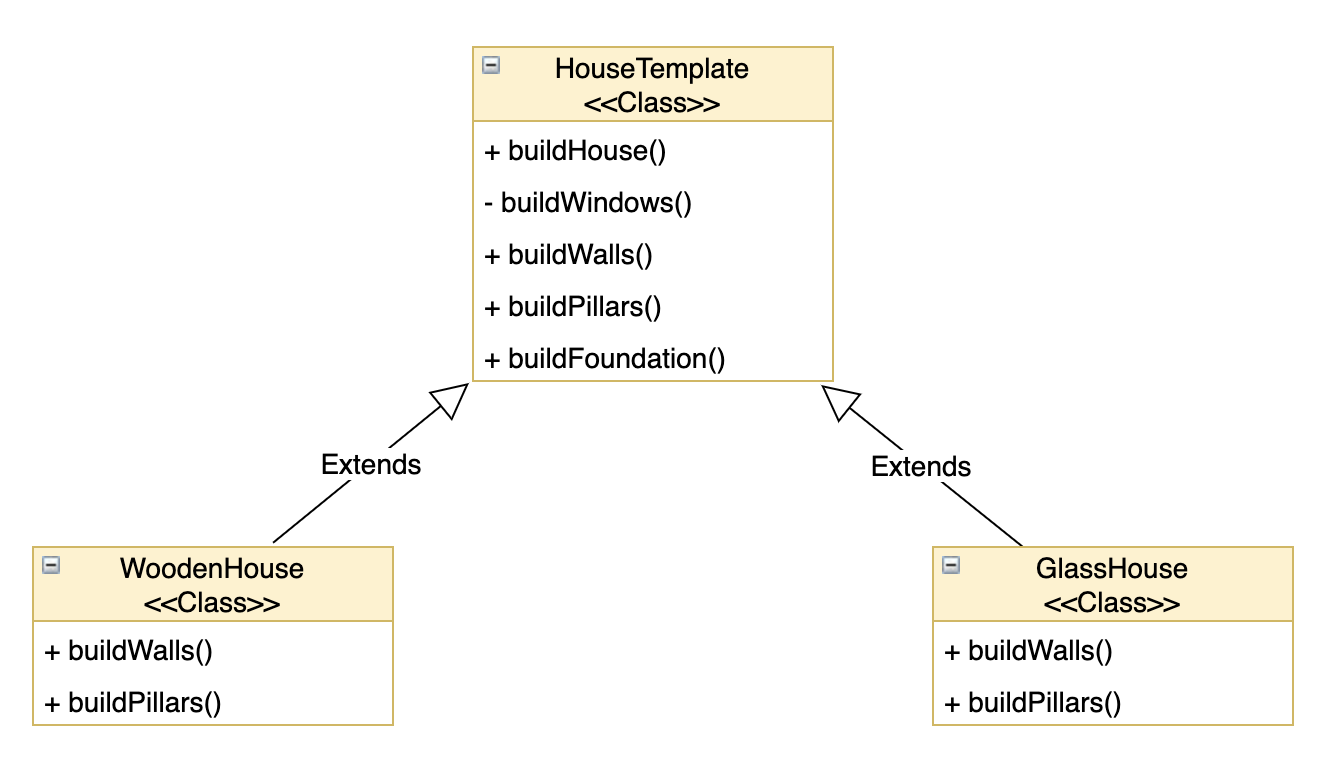 HouseTemplate
<<Class>>
+ buildHouse()
- buildWindows()
+ buildWalls()
+ buildPillars()
+ buildFoundation()
Extends
Extends
WoodenHouse
<<Class>>
+ buildWalls()
+ buildPillars()
GlassHouse
<<Class>>
+ buildWalls()
+ buildPillars()